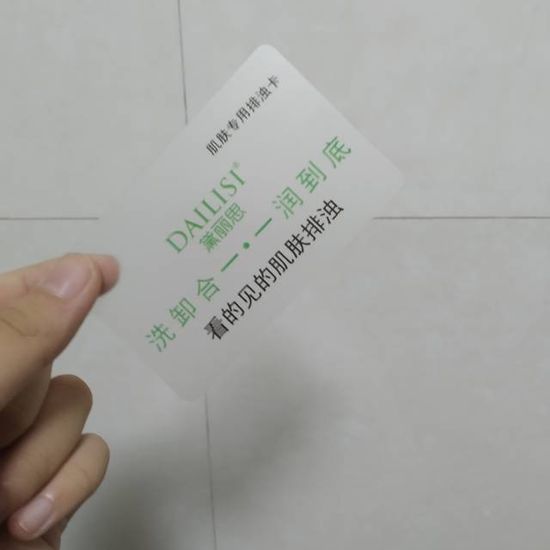 肌肤专用排浊卡
DAILISI®
黛丽思
洗卸合一·一润到底
看的见的肌肤排浊